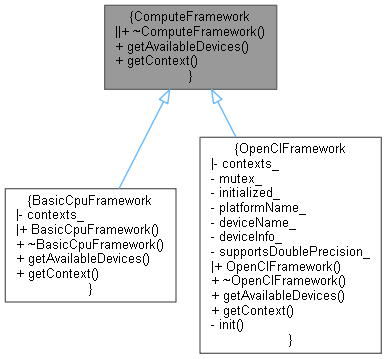 {ComputeFramework
||+ ~ComputeFramework()
+ getAvailableDevices()
+ getContext()
}
{BasicCpuFramework
|- contexts_
|+ BasicCpuFramework()
+ ~BasicCpuFramework()
+ getAvailableDevices()
+ getContext()
}
{OpenClFramework
|- contexts_
- mutex_
- initialized_
- platformName_
- deviceName_
- deviceInfo_
- supportsDoublePrecision_
|+ OpenClFramework()
+ ~OpenClFramework()
+ getAvailableDevices()
+ getContext()
- init()
}